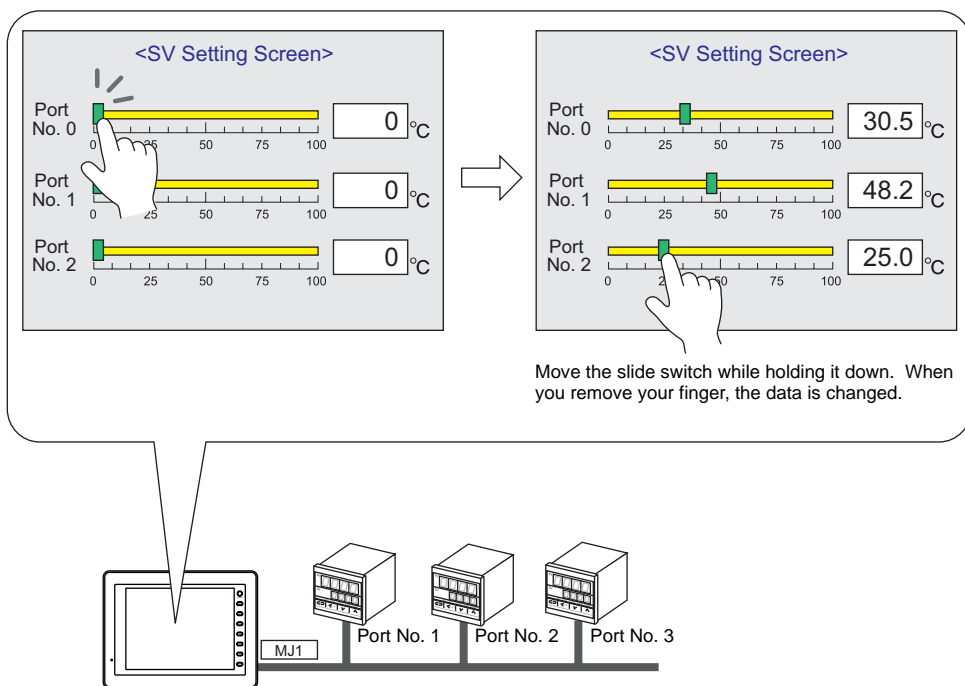 <SV Setting Screen>
Port
No. 0
0 25 50 75 100
0 °C
Port
No. 1
0 25 50 75 100
0 °C
Port
No. 2
0 25 50 75 100
0 °C
<SV Setting Screen>
Port
No. 0
0 25 50 75 100
30.5 °C
Port
No. 1
0 25 50 75 100
48.2 °C
Port
No. 2
0 2 50 75 100
25.0 °C
Move the slide switch while holding it down.  When
you remove your finger, the data is changed.
MJ1
Port No. 1
Port No. 2
Port No. 3